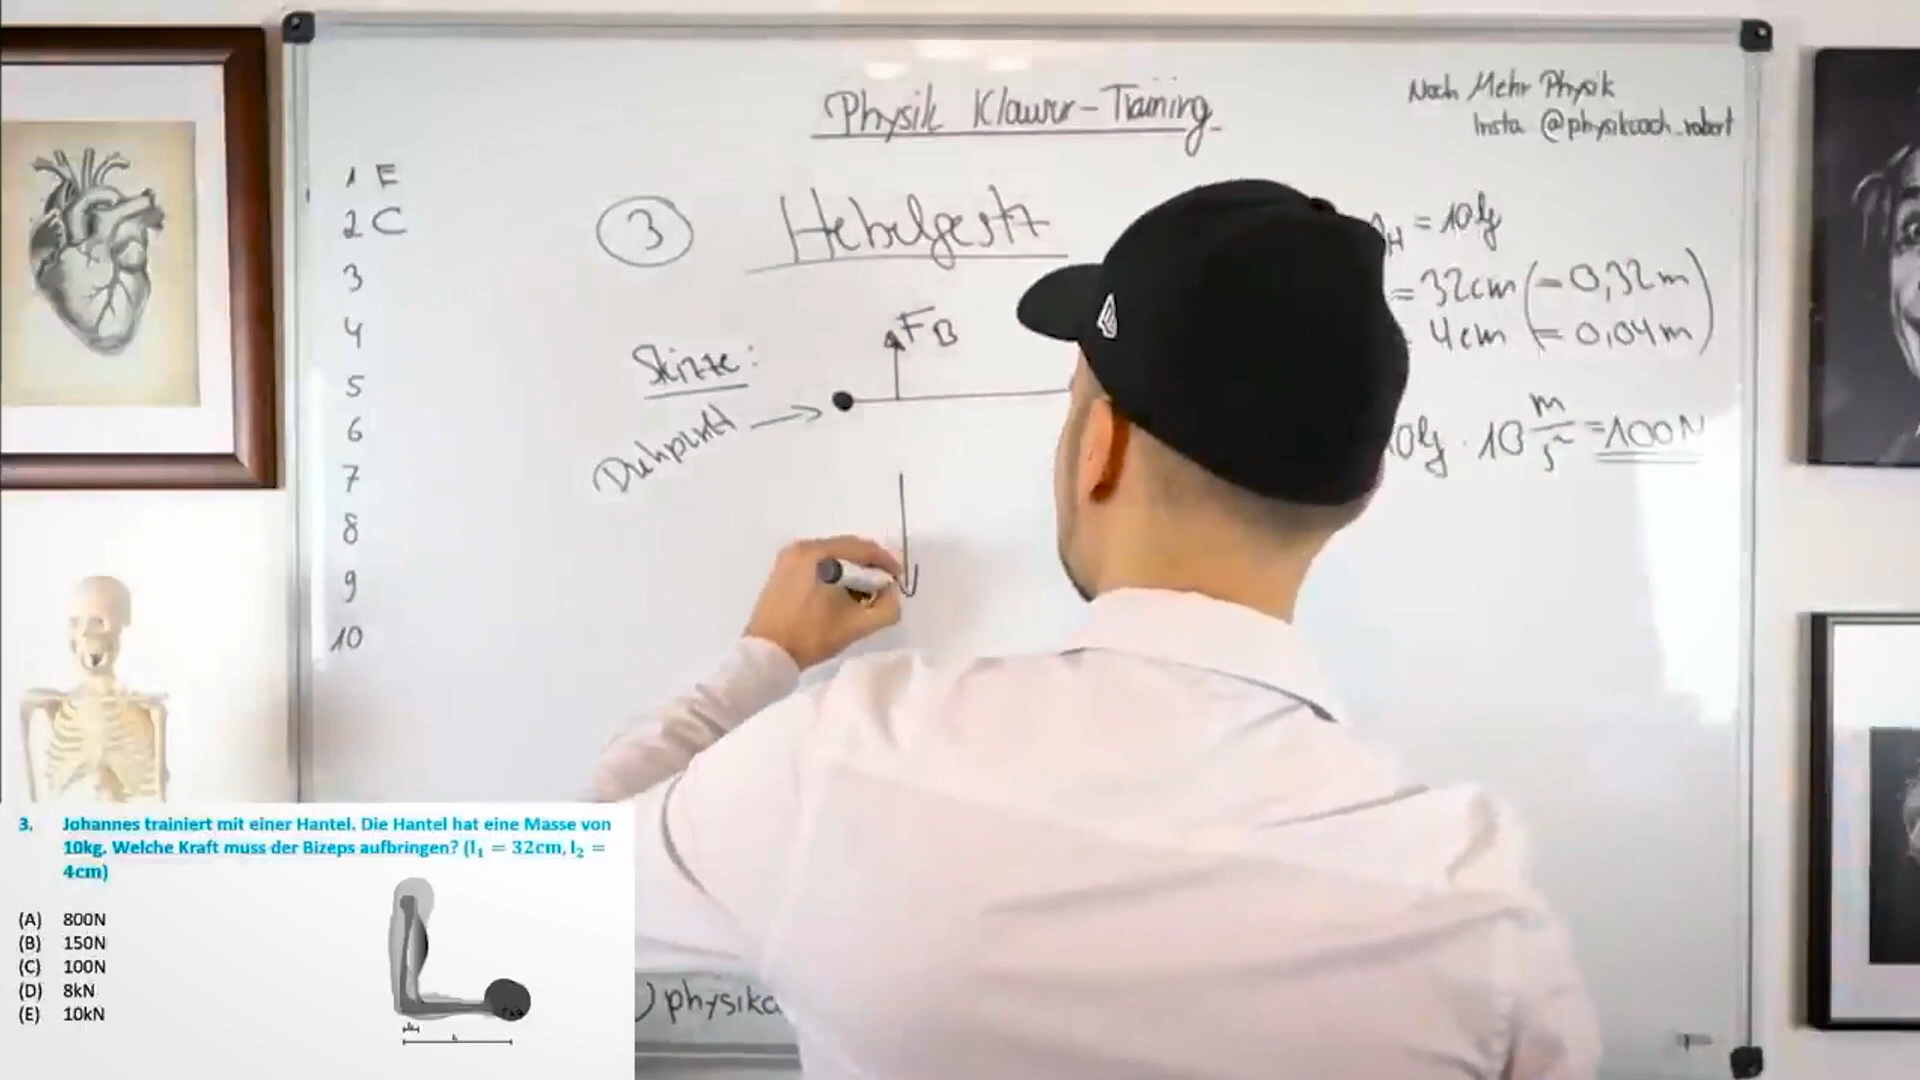 Physik Klausur-Training
Noch Mehr Physik
Insta @physikcoach_robert
1 E
2 C
3
4
5
6
7
8
9
10
3 Hebelgesetz
Skizze:
F_B
Drehpunkt
H = 10kg
= 32cm (= 0,32m)
4cm (= 0,04m)
0kg · 10 m/s² = 100N
3. Johannes trainiert mit einer Hantel. Die Hantel hat eine Masse von
10kg. Welche Kraft muss der Bizeps aufbringen? (l₁ = 32cm, l₂ =
4cm)
(A) 800N
(B) 150N
(C) 100N
(D) 8kN
(E) 10kN
physikc